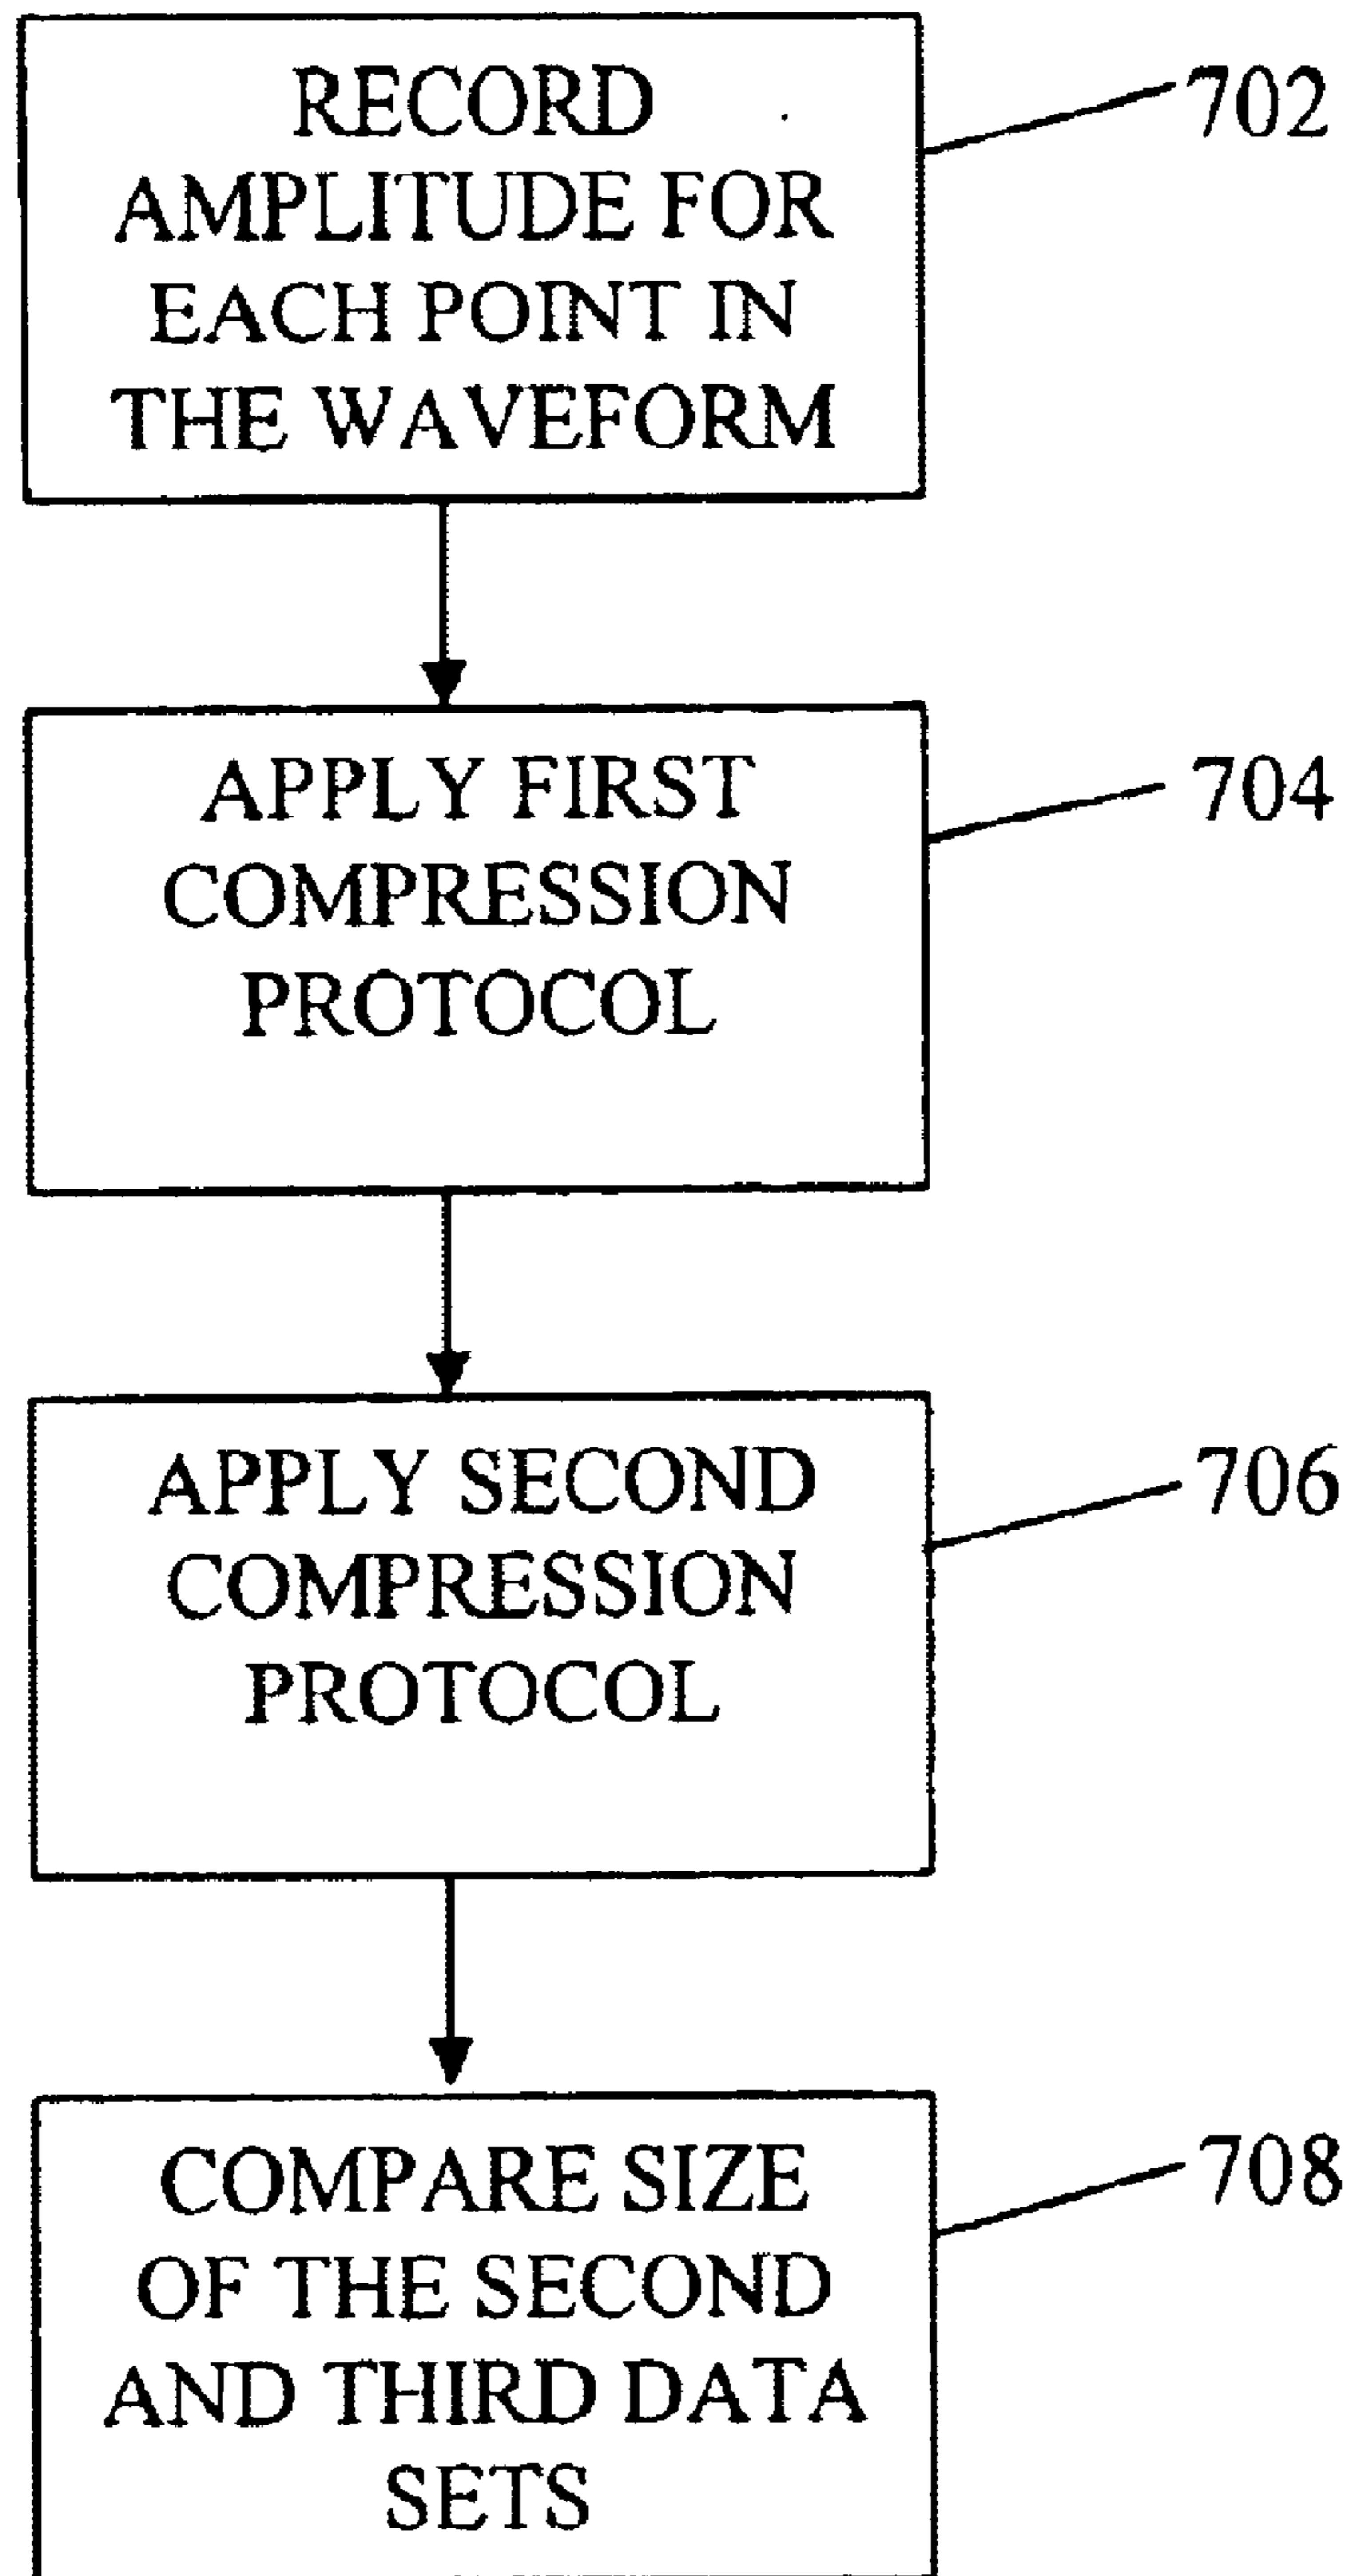 RECORD
AMPLITUDE FOR
EACH POINT IN
THE WAVEFORM
702
APPLY FIRST
COMPRESSION
PROTOCOL
704
APPLY SECOND
COMPRESSION
PROTOCOL
706
COMPARE SIZE
OF THE SECOND
AND THIRD DATA
SETS
708